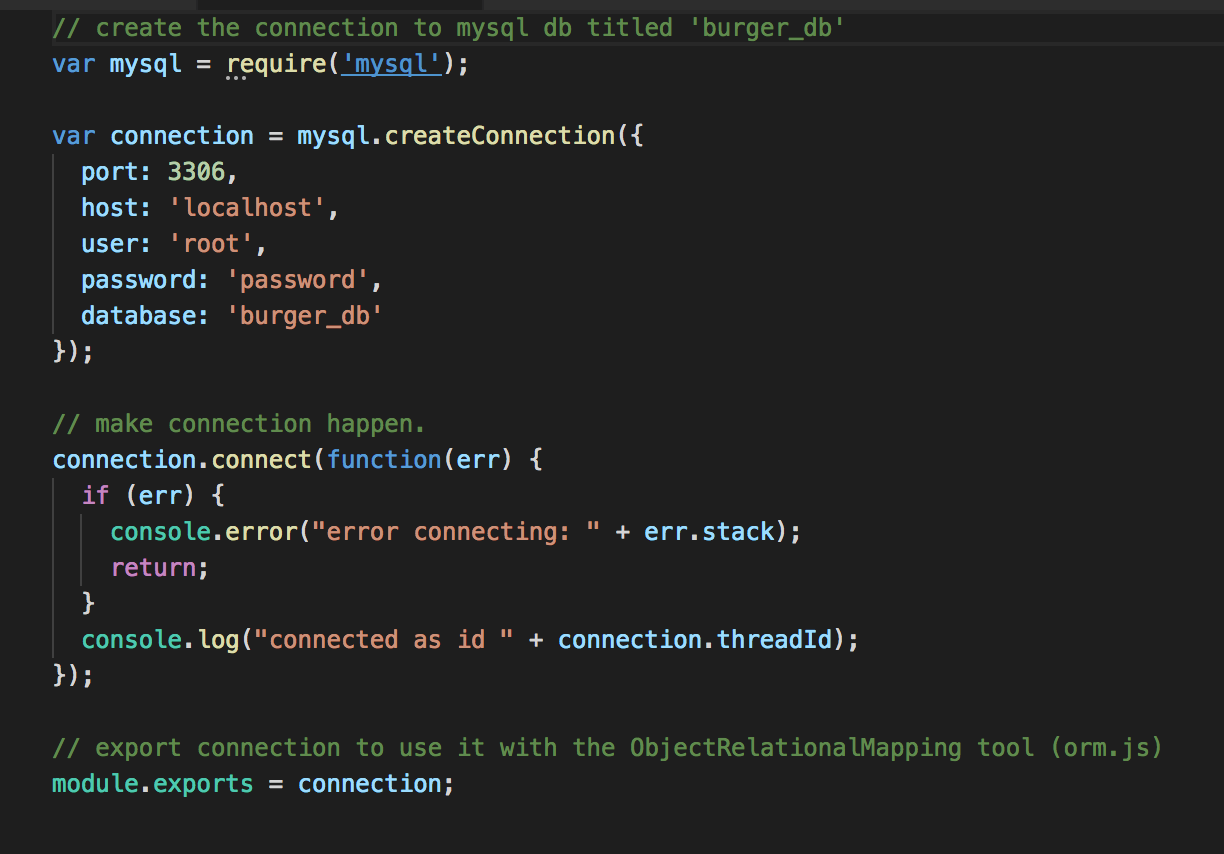 // create the connection to mysql db titled 'burger_db'
var mysql = require('mysql');

var connection = mysql.createConnection({
  port: 3306,
  host: 'localhost',
  user: 'root',
  password: 'password',
  database: 'burger_db'
});

// make connection happen.
connection.connect(function(err) {
  if (err) {
    console.error("error connecting: " + err.stack);
    return;
  }
  console.log("connected as id " + connection.threadId);
});

// export connection to use it with the ObjectRelationalMapping tool (orm.js)
module.exports = connection;